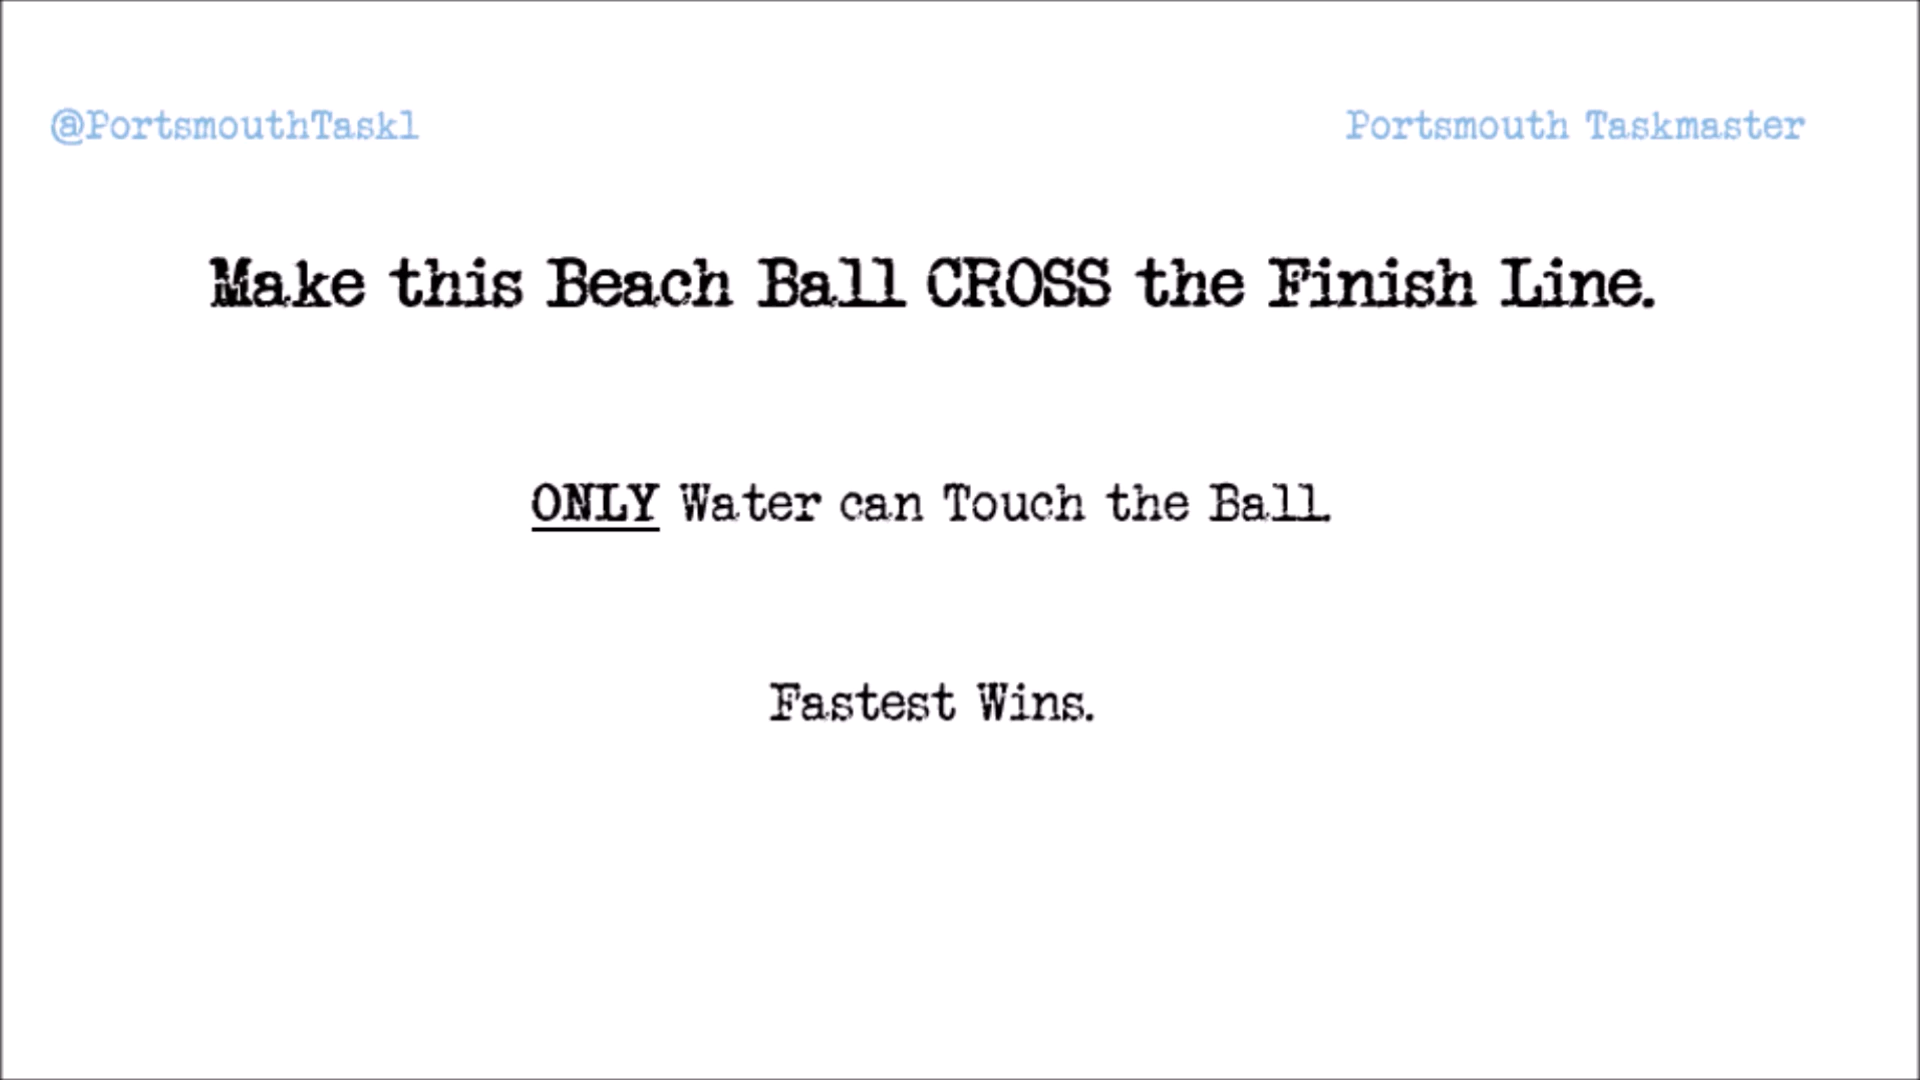 @PortsmouthTask1
Portsmouth Taskmaster
Make this Beach Ball CROSS the Finish Line.
ONLY Water can Touch the Ball.
Fastest Wins.